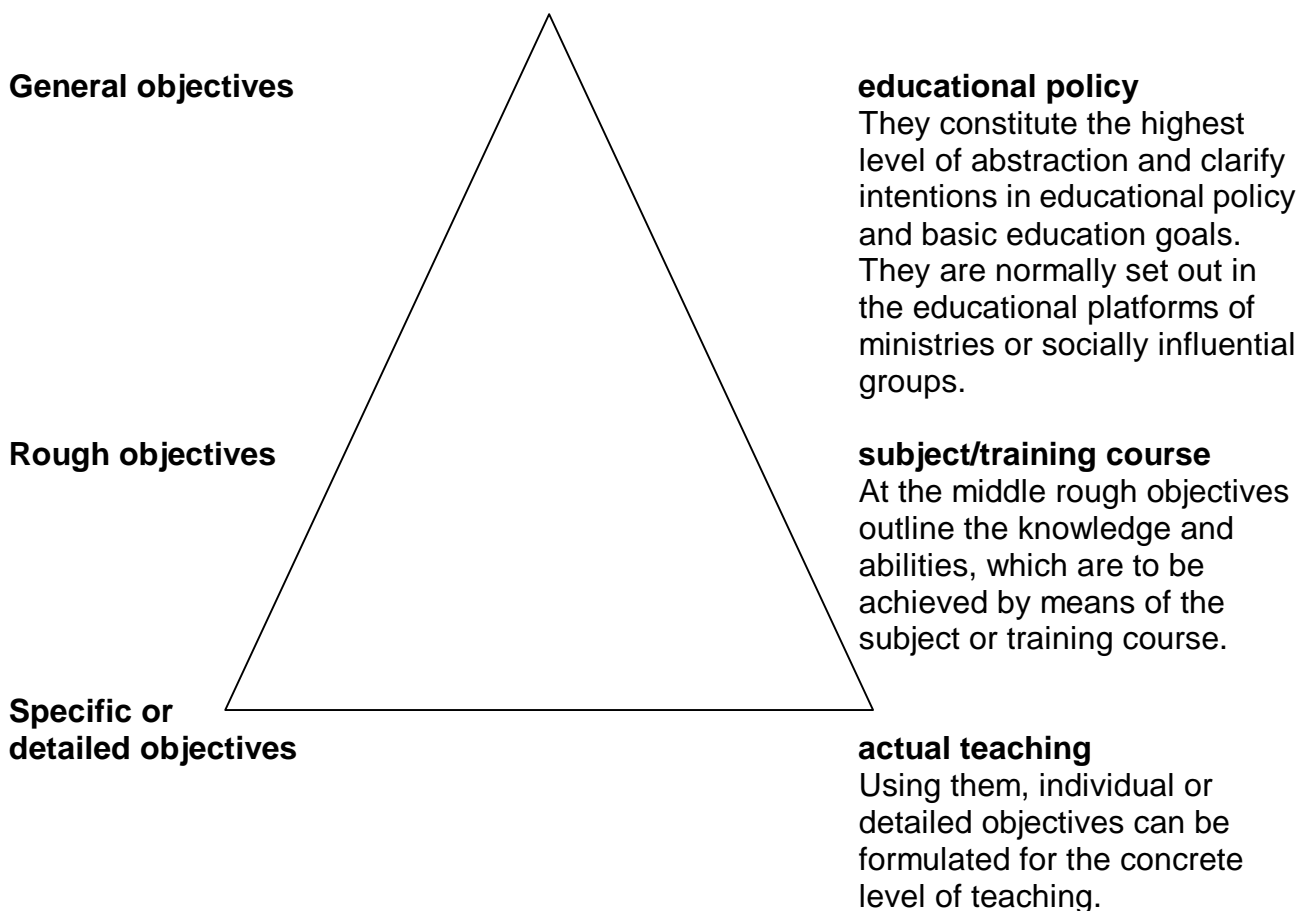 General objectives
educational policy
They constitute the highest
level of abstraction and clarify
intentions in educational policy
and basic education goals.
They are normally set out in
the educational platforms of
ministries or socially influential
groups.
Rough objectives
subject/training course
At the middle rough objectives
outline the knowledge and
abilities, which are to be
achieved by means of the
subject or training course.
Specific or
detailed objectives
actual teaching
Using them, individual or
detailed objectives can be
formulated for the concrete
level of teaching.